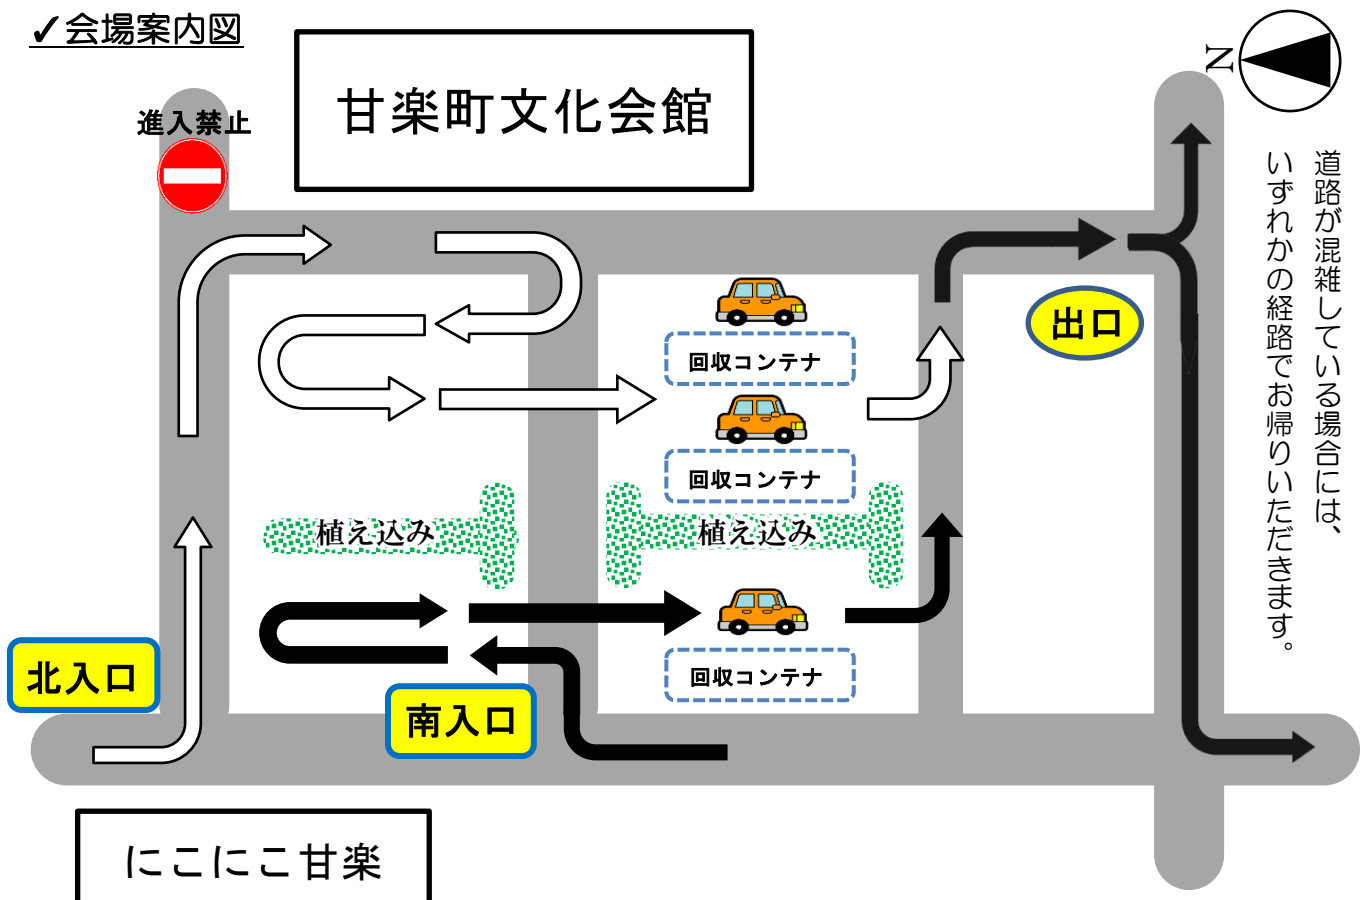 ✓会場案内図
甘楽町文化会館
N
進入禁止
道路が混雑している場合には、
いずれかの経路でお帰りいただきます。
出口
回収コンテナ
回収コンテナ
植え込み
植え込み
回収コンテナ
北入口
南入口
にこにこ甘楽